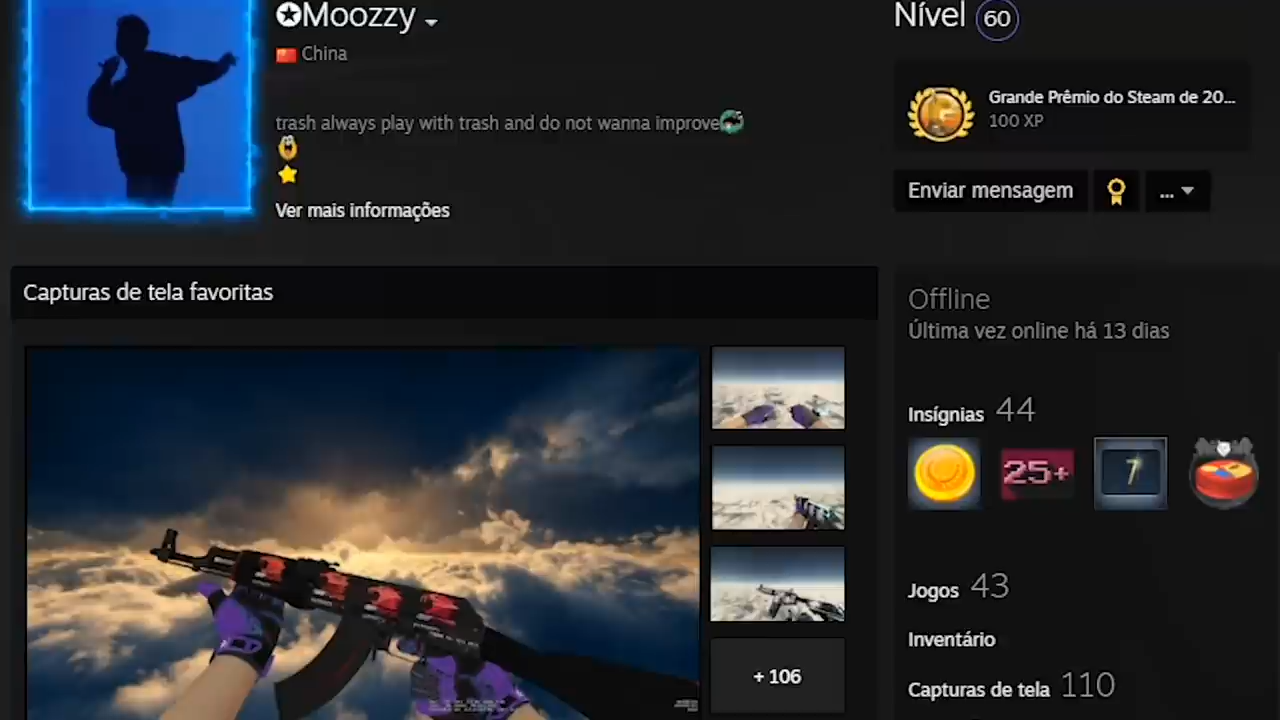 ✪Moozzy
China
trash always play with trash and do not wanna improve
Ver mais informações
Nível 60
Grande Prêmio do Steam de 20...
100 XP
Enviar mensagem
...
Capturas de tela favoritas
Offline
Última vez online há 13 dias
Insígnias 44
25+
7
+ 106
Jogos 43
Inventário
Capturas de tela 110